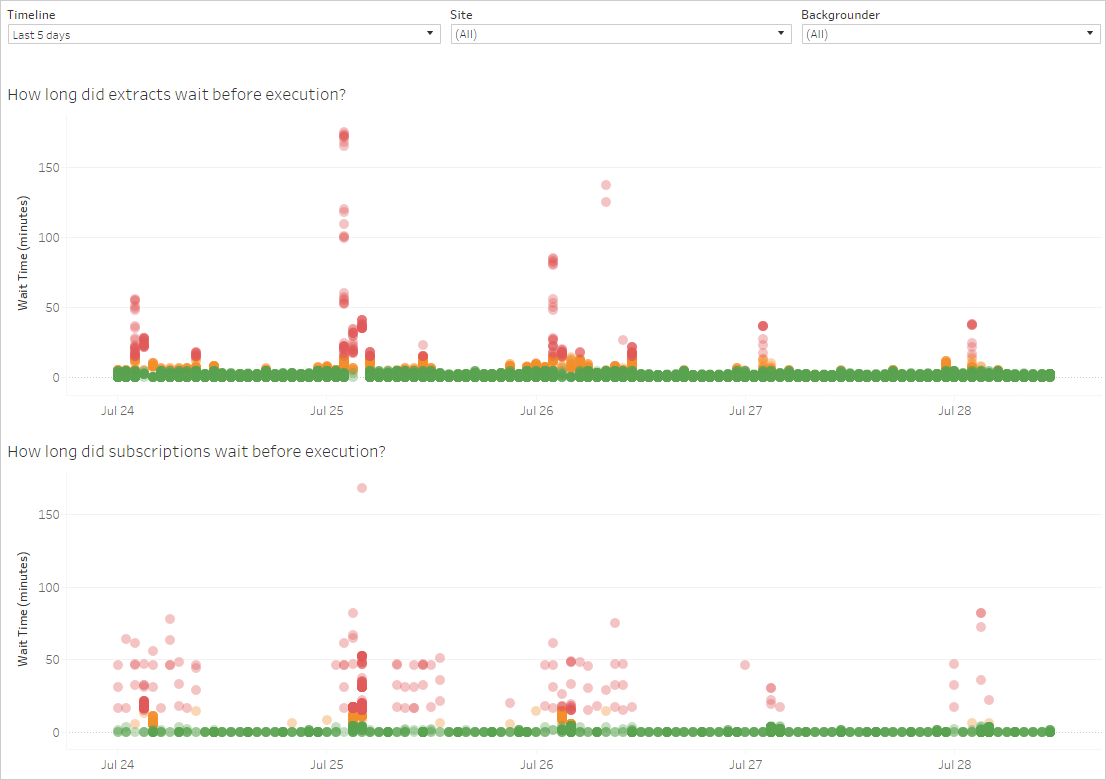 Timeline Site Backgrounder
Last 5 days (All) (All)
How long did extracts wait before execution?
Wait Time (minutes)
150
100
50
0
Jul 24 Jul 25 Jul 26 Jul 27 Jul 28
How long did subscriptions wait before execution?
Wait Time (minutes)
150
100
50
0
Jul 24 Jul 25 Jul 26 Jul 27 Jul 28